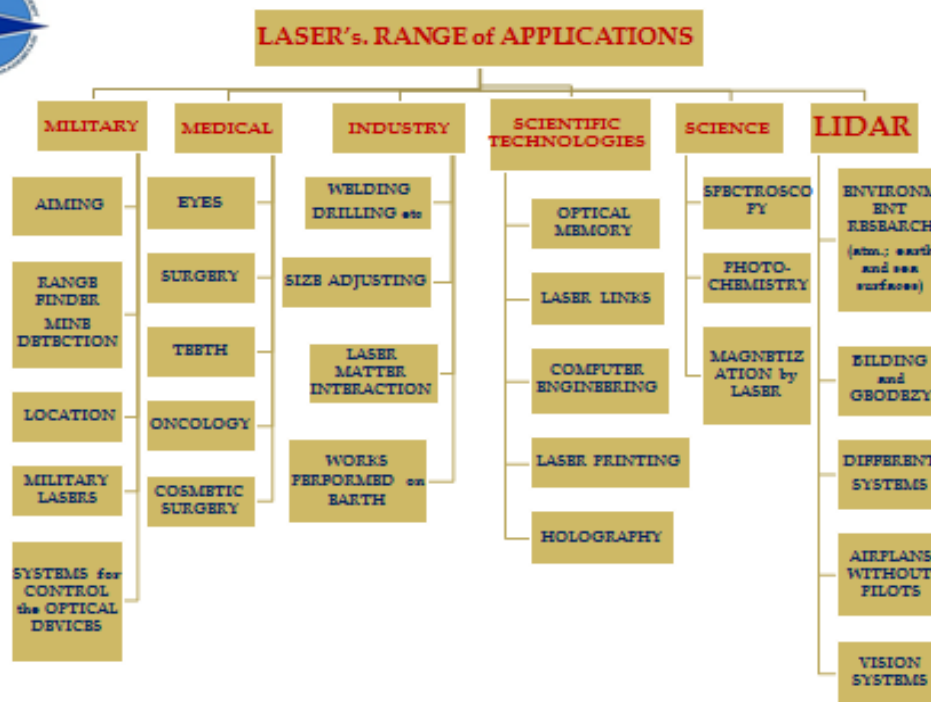 LASER's. RANGE of APPLICATIONS
MILITARY
AIMING
RANGE
FINDER
MINE
DETECTION
LOCATION
MILITARY
LASERS
SYSTEMS for
CONTROL
the OPTICAL
DEVICES
MEDICAL
EYES
SURGERY
TEETH
ONCOLOGY
COSMETIC
SURGERY
INDUSTRY
WELDING
DRILLING etc
SIZE ADJUSTING
LASER
MATTER
INTERACTION
WORKS
PERFORMED on
EARTH
SCIENTIFIC
TECHNOLOGIES
OPTICAL
MEMORY
LASER LINKS
COMPUTER
ENGINEERING
LASER PRINTING
HOLOGRAPHY
SCIENCE
SPECTROSCO
PY
PHOTO-
CHEMISTRY
MAGNETIZ
ATION by
LASER
LIDAR
ENVIRONM
ENT
RESEARCH
(atm.; earth
and sea
surfaces)
BILDING
and
GEODEZY
DIFFERENT
SYSTEMS
AIRPLANS
WITHOUT
PILOTS
VISION
SYSTEMS